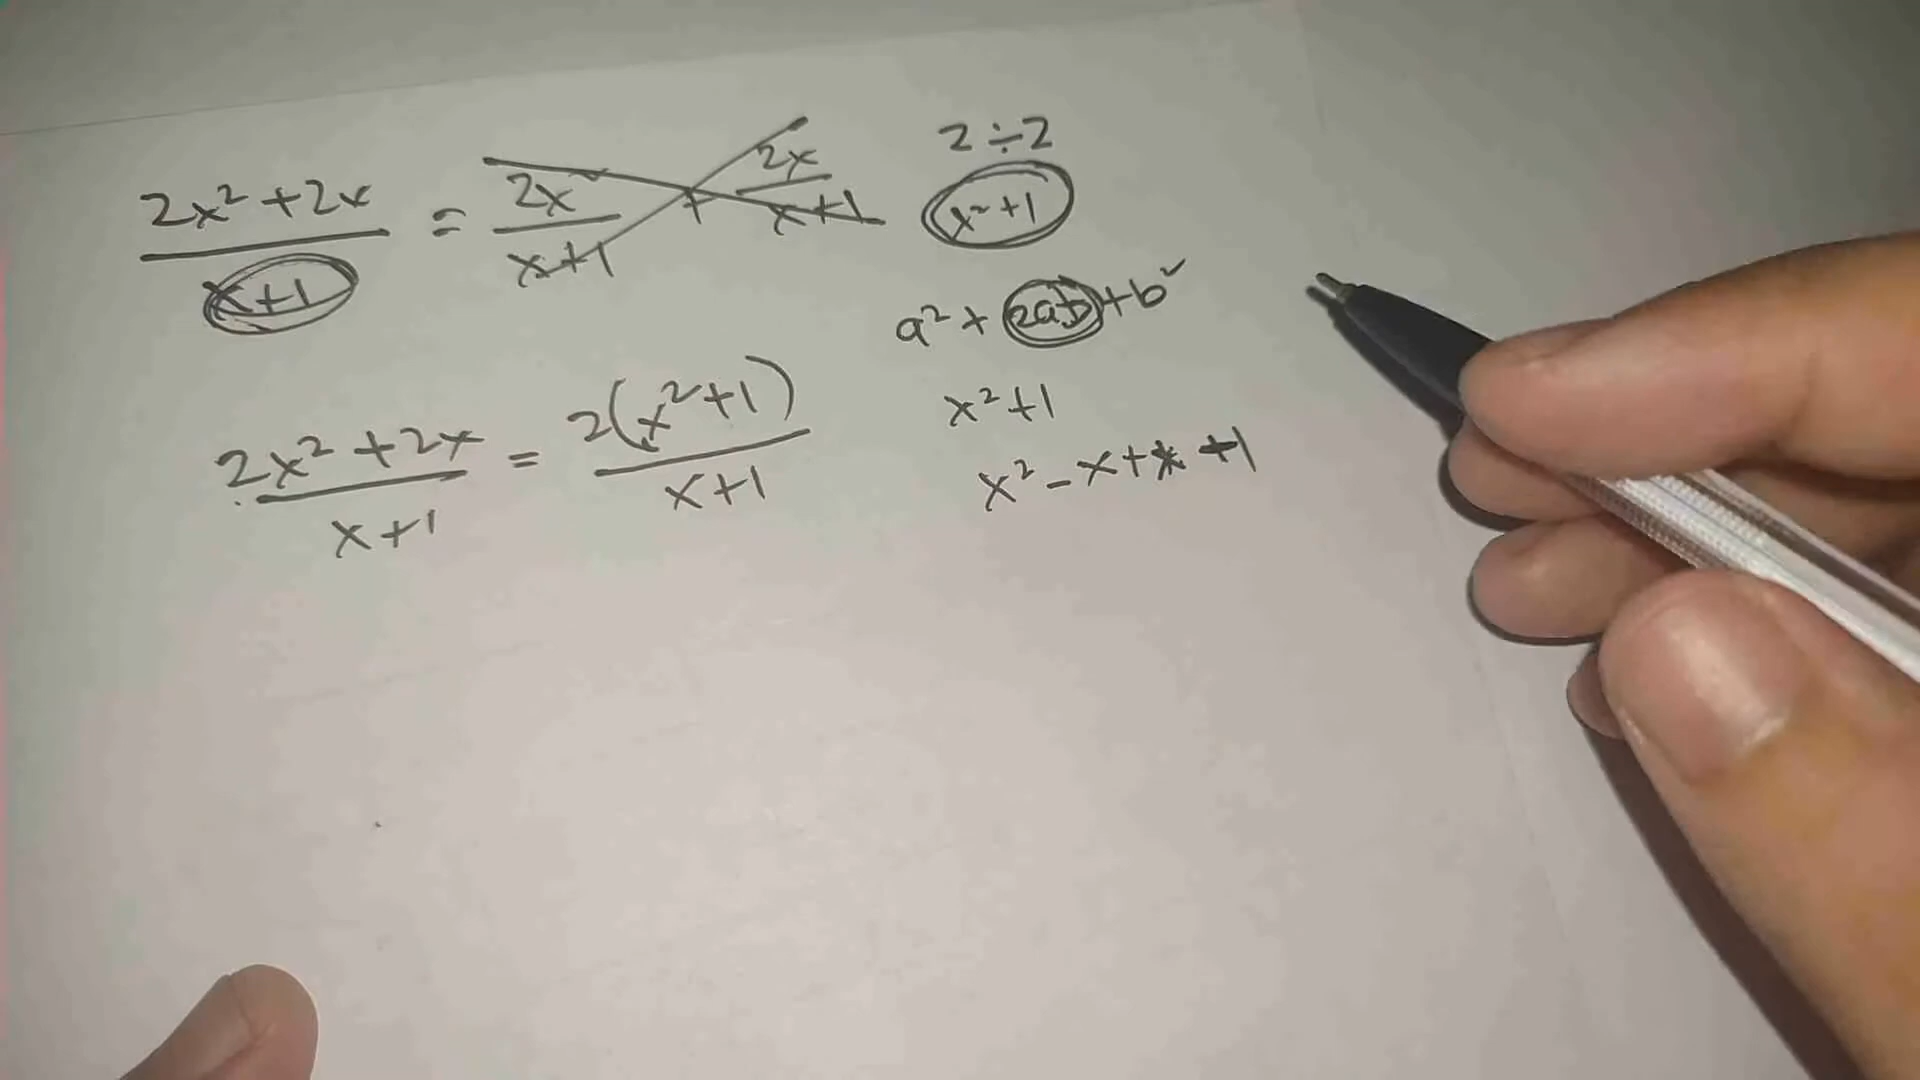 2x² + 2x / x+1 = 2x² / x+1 + 2x / x+1
2 ÷ 2
x² + 1
a² + 2ab + b²
2x² + 2x / x+1 = 2(x² + 1) / x+1
x² + 1
x² - x + x + 1